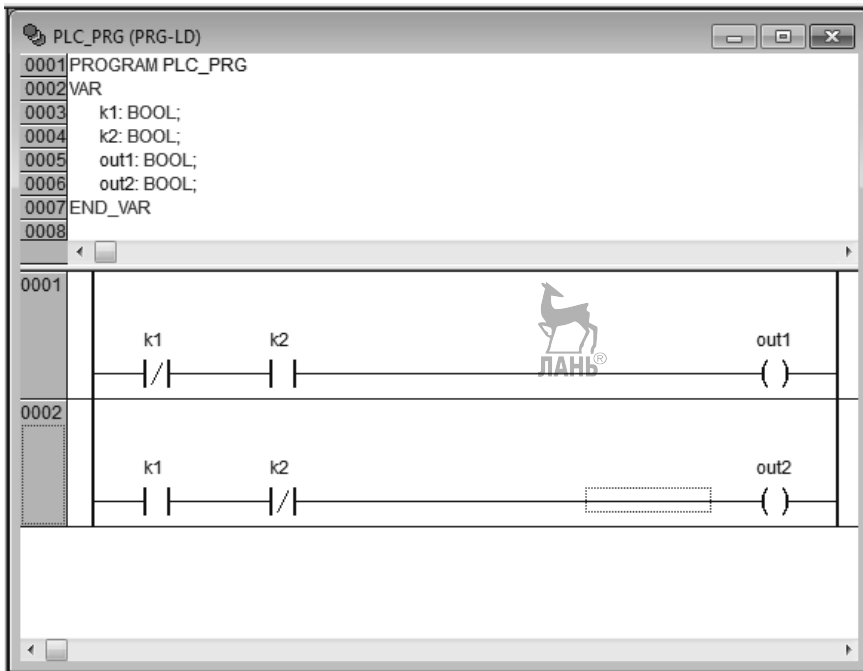 PLC_PRG (PRG-LD)
0001 PROGRAM PLC_PRG
0002 VAR
0003 k1: BOOL;
0004 k2: BOOL;
0005 out1: BOOL;
0006 out2: BOOL;
0007 END_VAR
0008
0001
k1 k2 out1
ЛАНЬ®
0002
k1 k2 out2